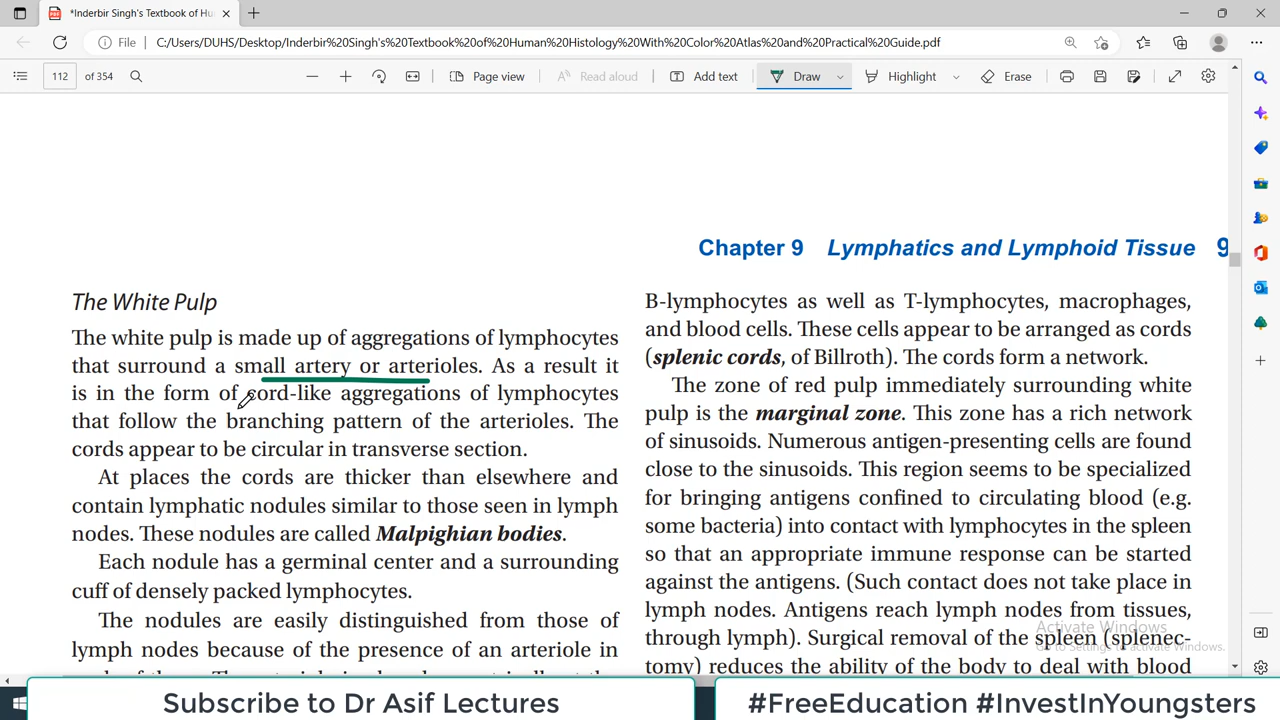 *Inderbir Singh's Textbook of Hu
File
C:/Users/DUHS/Desktop/Inderbir%20Singh's%20Textbook%20of%20Human%20Histology%20With%20Color%20Atlas%20and%20Practical%20Guide.pdf
112 of 354
Page view
Read aloud
Add text
Draw
Highlight
Erase
Chapter 9 Lymphatics and Lymphoid Tissue 9
The White Pulp
The white pulp is made up of aggregations of lymphocytes
that surround a small artery or arterioles. As a result it
is in the form of cord-like aggregations of lymphocytes
that follow the branching pattern of the arterioles. The
cords appear to be circular in transverse section.
At places the cords are thicker than elsewhere and
contain lymphatic nodules similar to those seen in lymph
nodes. These nodules are called Malpighian bodies.
Each nodule has a germinal center and a surrounding
cuff of densely packed lymphocytes.
The nodules are easily distinguished from those of
lymph nodes because of the presence of an arteriole in
B-lymphocytes as well as T-lymphocytes, macrophages,
and blood cells. These cells appear to be arranged as cords
(splenic cords, of Billroth). The cords form a network.
The zone of red pulp immediately surrounding white
pulp is the marginal zone. This zone has a rich network
of sinusoids. Numerous antigen-presenting cells are found
close to the sinusoids. This region seems to be specialized
for bringing antigens confined to circulating blood (e.g.
some bacteria) into contact with lymphocytes in the spleen
so that an appropriate immune response can be started
against the antigens. (Such contact does not take place in
lymph nodes. Antigens reach lymph nodes from tissues,
through lymph). Surgical removal of the spleen (splenec-
tomy) reduces the ability of the body to deal with blood
Activate Windows
Go to Settings to activate Windows.
Subscribe to Dr Asif Lectures
#FreeEducation #InvestInYoungsters